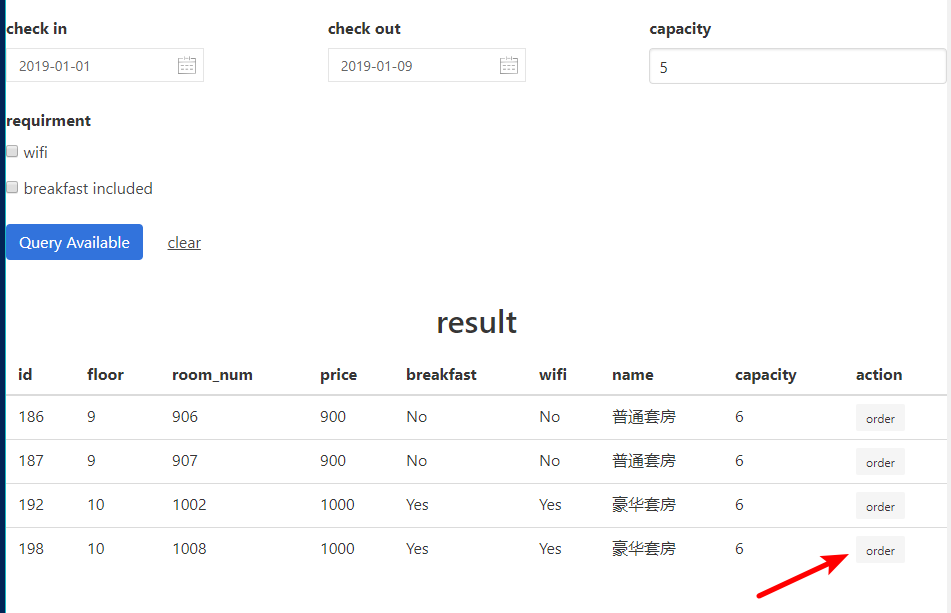 check in check out capacity
2019-01-01 2019-01-09 5
requirment
wifi
breakfast included
Query Available clear
result
id floor room_num price breakfast wifi name capacity action
186 9 906 900 No No 普通套房 6 order
187 9 907 900 No No 普通套房 6 order
192 10 1002 1000 Yes Yes 豪华套房 6 order
198 10 1008 1000 Yes Yes 豪华套房 6 order